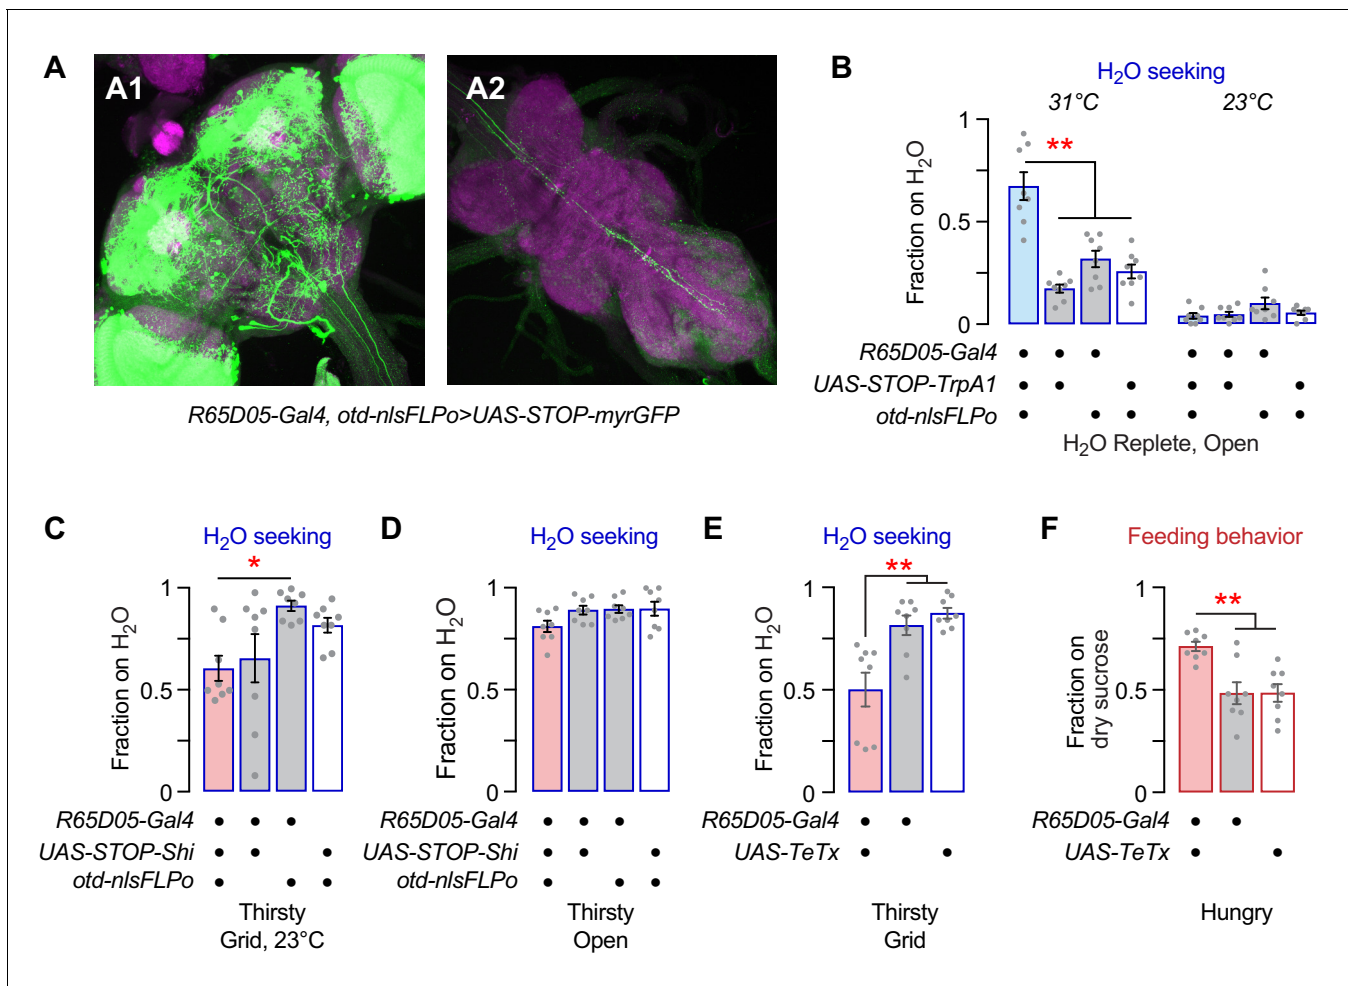 A
A1
A2
R65D05-Gal4, otd-nlsFLPo>UAS-STOP-myrGFP
B
H2O seeking
31°C
23°C
Fraction on H2O
1
0.5
0
**
R65D05-Gal4
UAS-STOP-TrpA1
otd-nlsFLPo
H2O Replete, Open
C
H2O seeking
*
Fraction on H2O
1
0.5
0
R65D05-Gal4
UAS-STOP-Shi
otd-nlsFLPo
Thirsty
Grid, 23°C
D
H2O seeking
Fraction on H2O
1
0.5
0
R65D05-Gal4
UAS-STOP-Shi
otd-nlsFLPo
Thirsty
Open
E
H2O seeking
**
Fraction on H2O
1
0.5
0
R65D05-Gal4
UAS-TeTx
Thirsty
Grid
F
Feeding behavior
**
Fraction on
dry sucrose
1
0.5
0
R65D05-Gal4
UAS-TeTx
Hungry